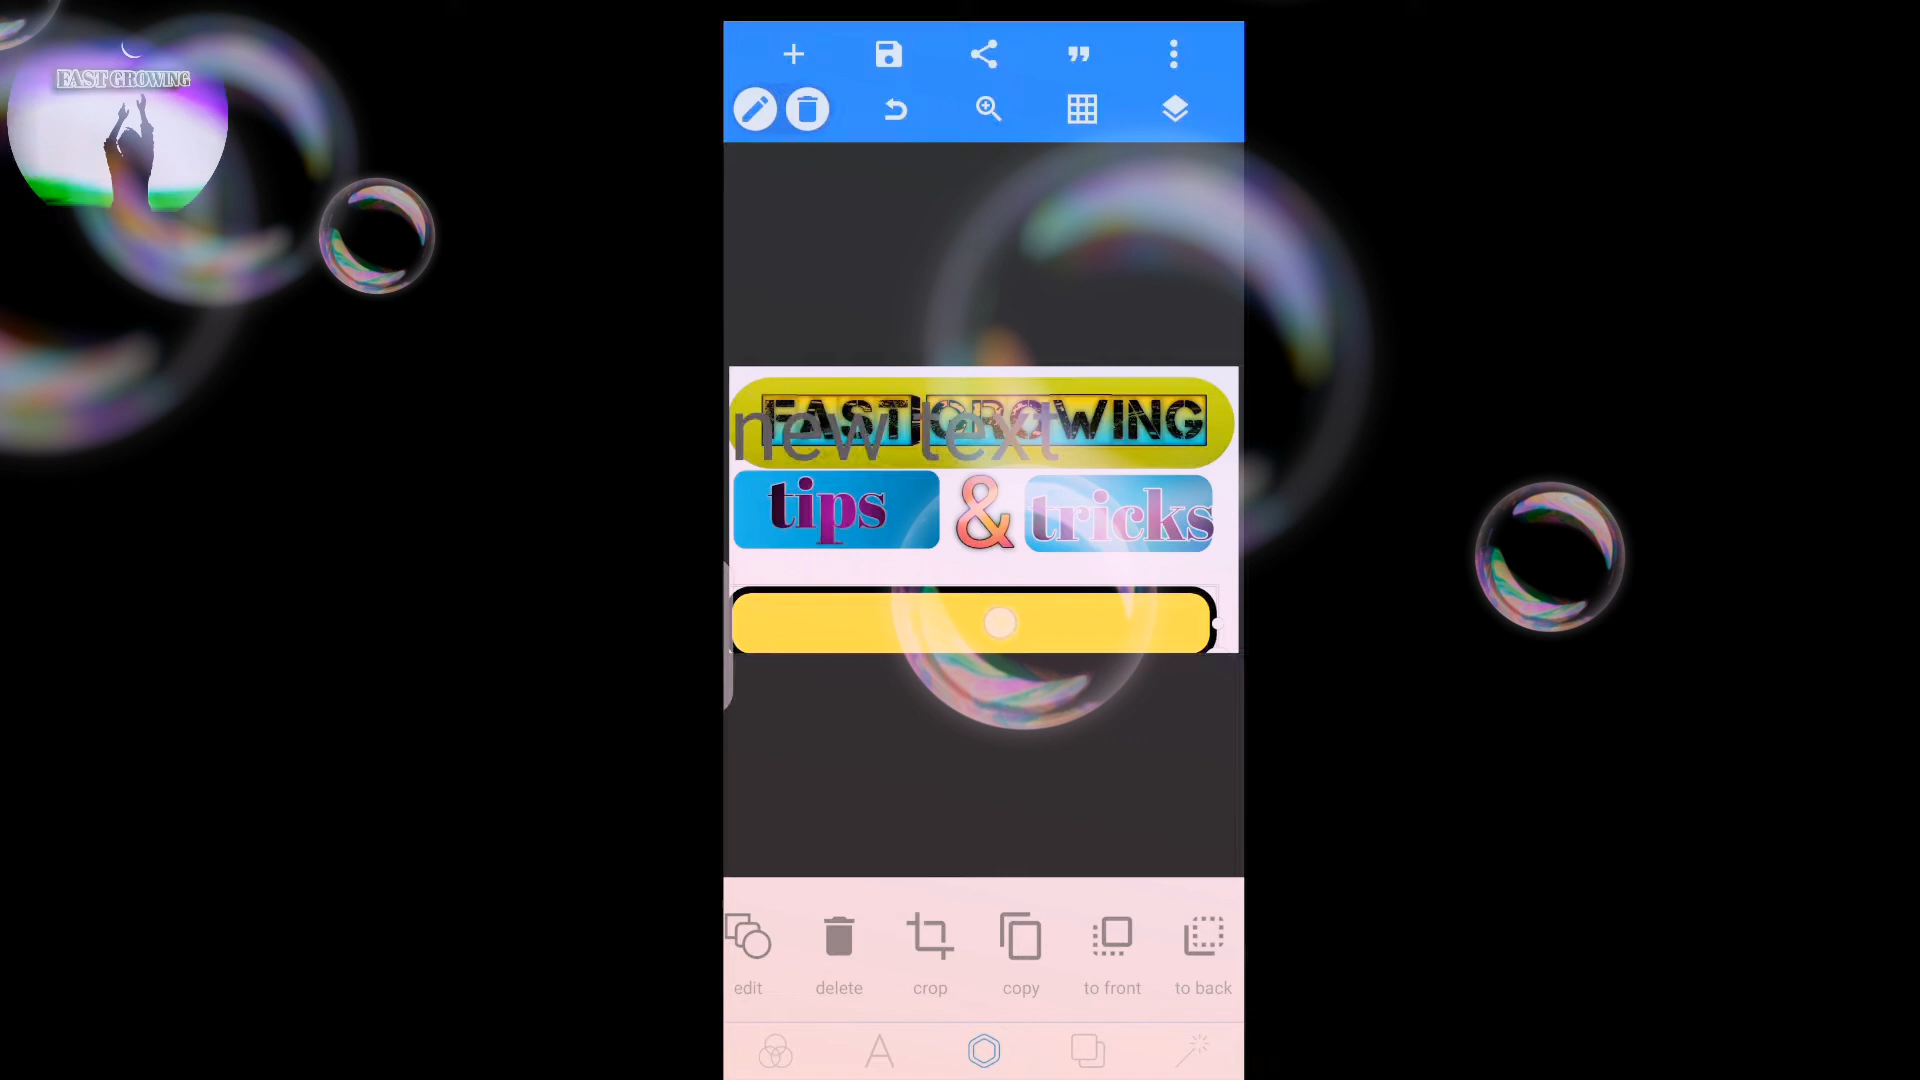 FAST GROWING
FAST GROWING
new text
tips & tricks
edit delete crop copy to front to back